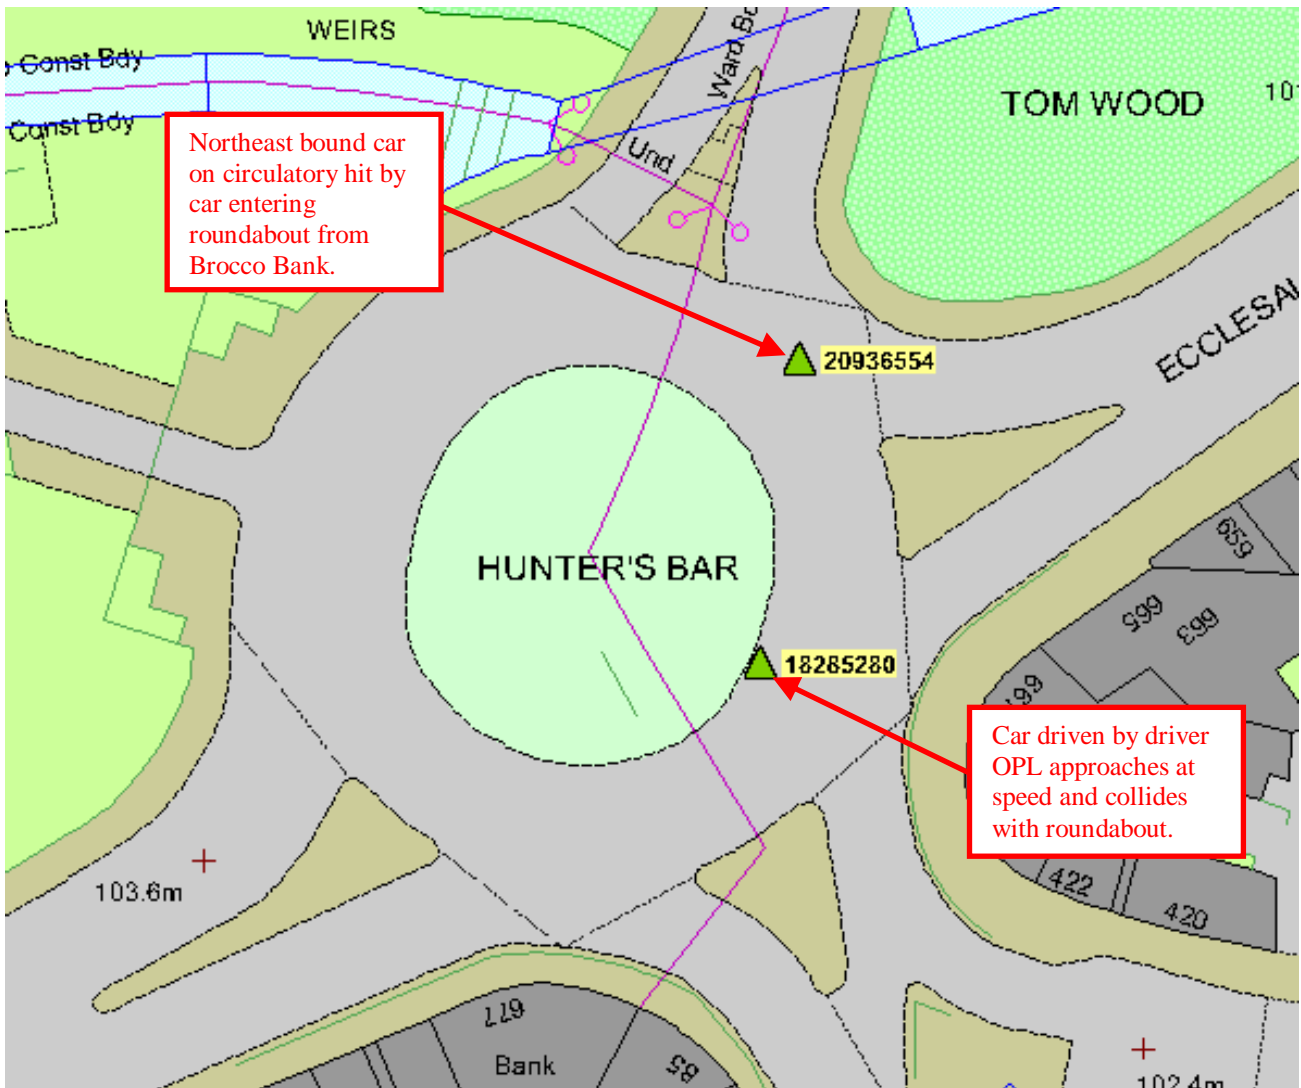 WEIRS
Const Bdy
Const Bdy
Ward
Und
TOM WOOD
Northeast bound car
on circulatory hit by
car entering
roundabout from
Brocco Bank.
20936554
HUNTER'S BAR
18285280
659
665
663
Car driven by driver
OPL approaches at
speed and collides
with roundabout.
103.6m
422
420
677
Bank
85
102.4m